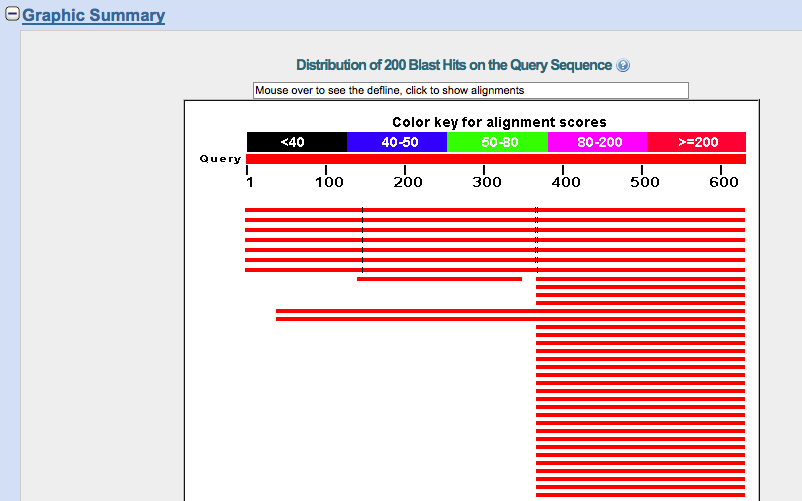 Graphic Summary
Distribution of 200 Blast Hits on the Query Sequence
Mouse over to see the defline, click to show alignments
Color key for alignment scores
<40 40-50 50-80 80-200 >=200
Query
1 100 200 300 400 500 600